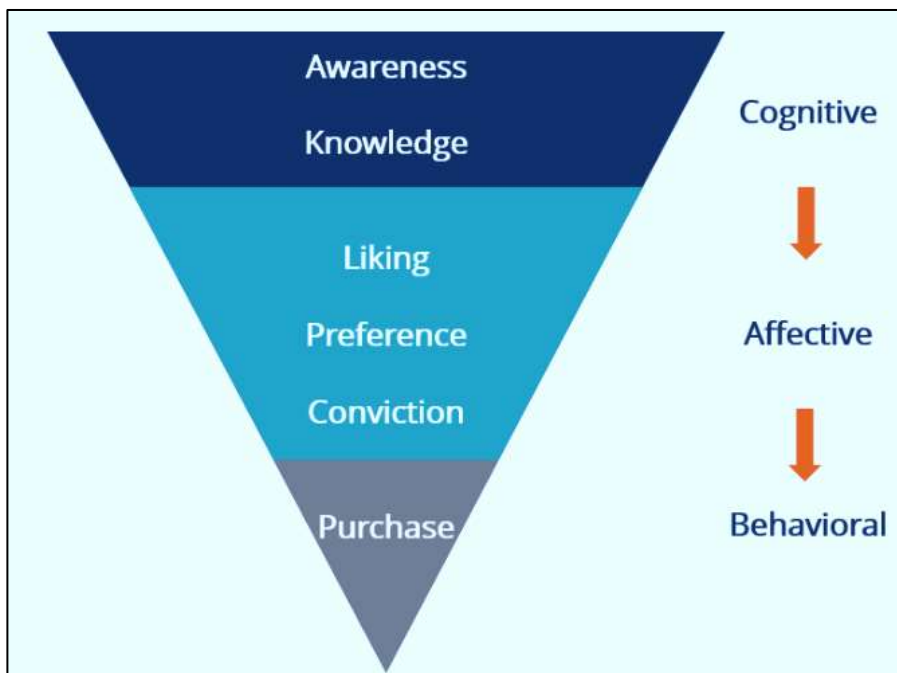 Awareness
Knowledge
Cognitive
Liking
Preference
Conviction
Affective
Purchase
Behavioral